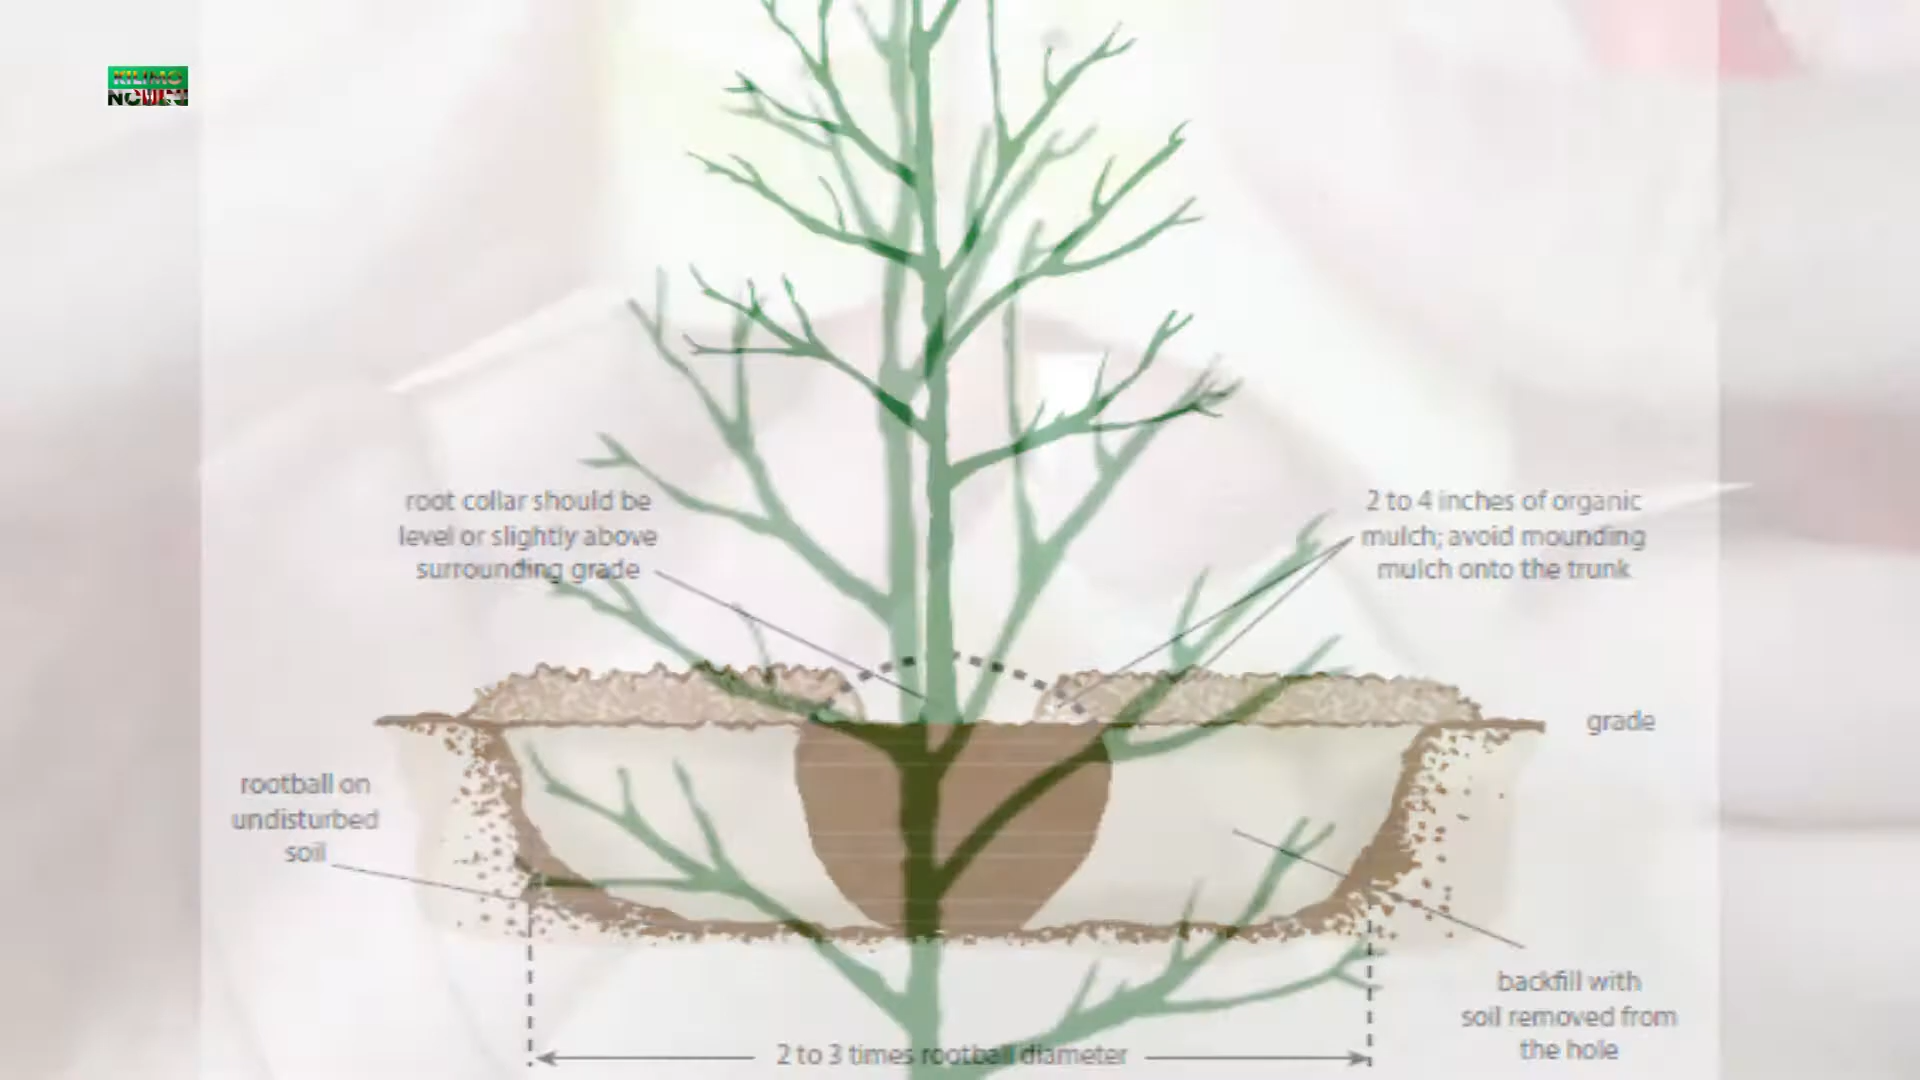 KILIMO
root collar should be
level or slightly above
surrounding grade
2 to 4 inches of organic
mulch; avoid mounding
mulch onto the trunk
grade
rootball on
undisturbed
soil
backfill with
soil removed from
the hole
2 to 3 times rootball diameter